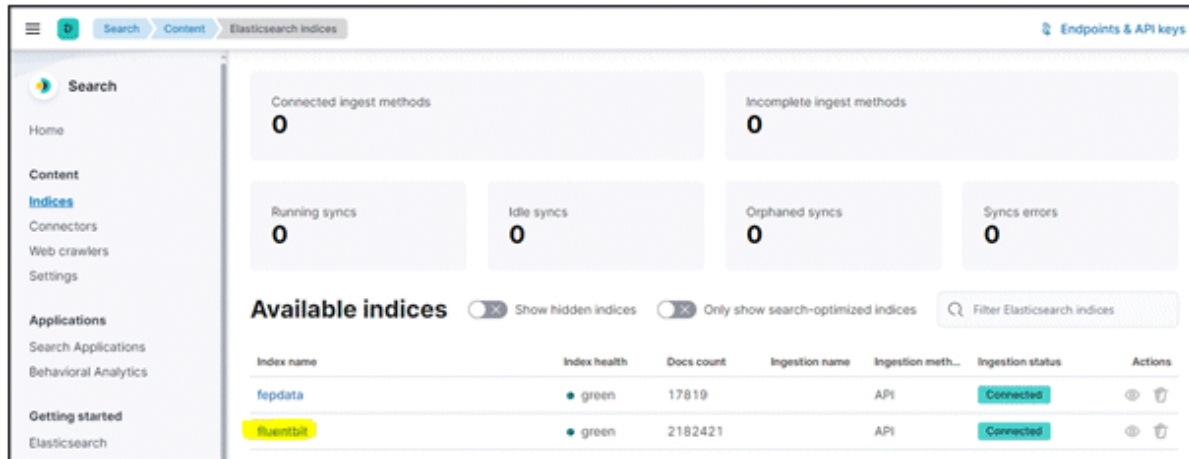 D Search Content Elasticsearch indices Endpoints & API keys
Search
Home
Content
Indices
Connectors
Web crawlers
Settings
Applications
Search Applications
Behavioral Analytics
Getting started
Elasticsearch
Connected ingest methods Incomplete ingest methods
0 0
Running syncs Idle syncs Orphaned syncs Syncs errors
0 0 0 0
Available indices Show hidden indices Only show search-optimized indices Filter Elasticsearch indices
Index name Index health Docs count Ingestion name Ingestion meth... Ingestion status Actions
fepdata green 17819 API Connected
fluentbit green 2182421 API Connected